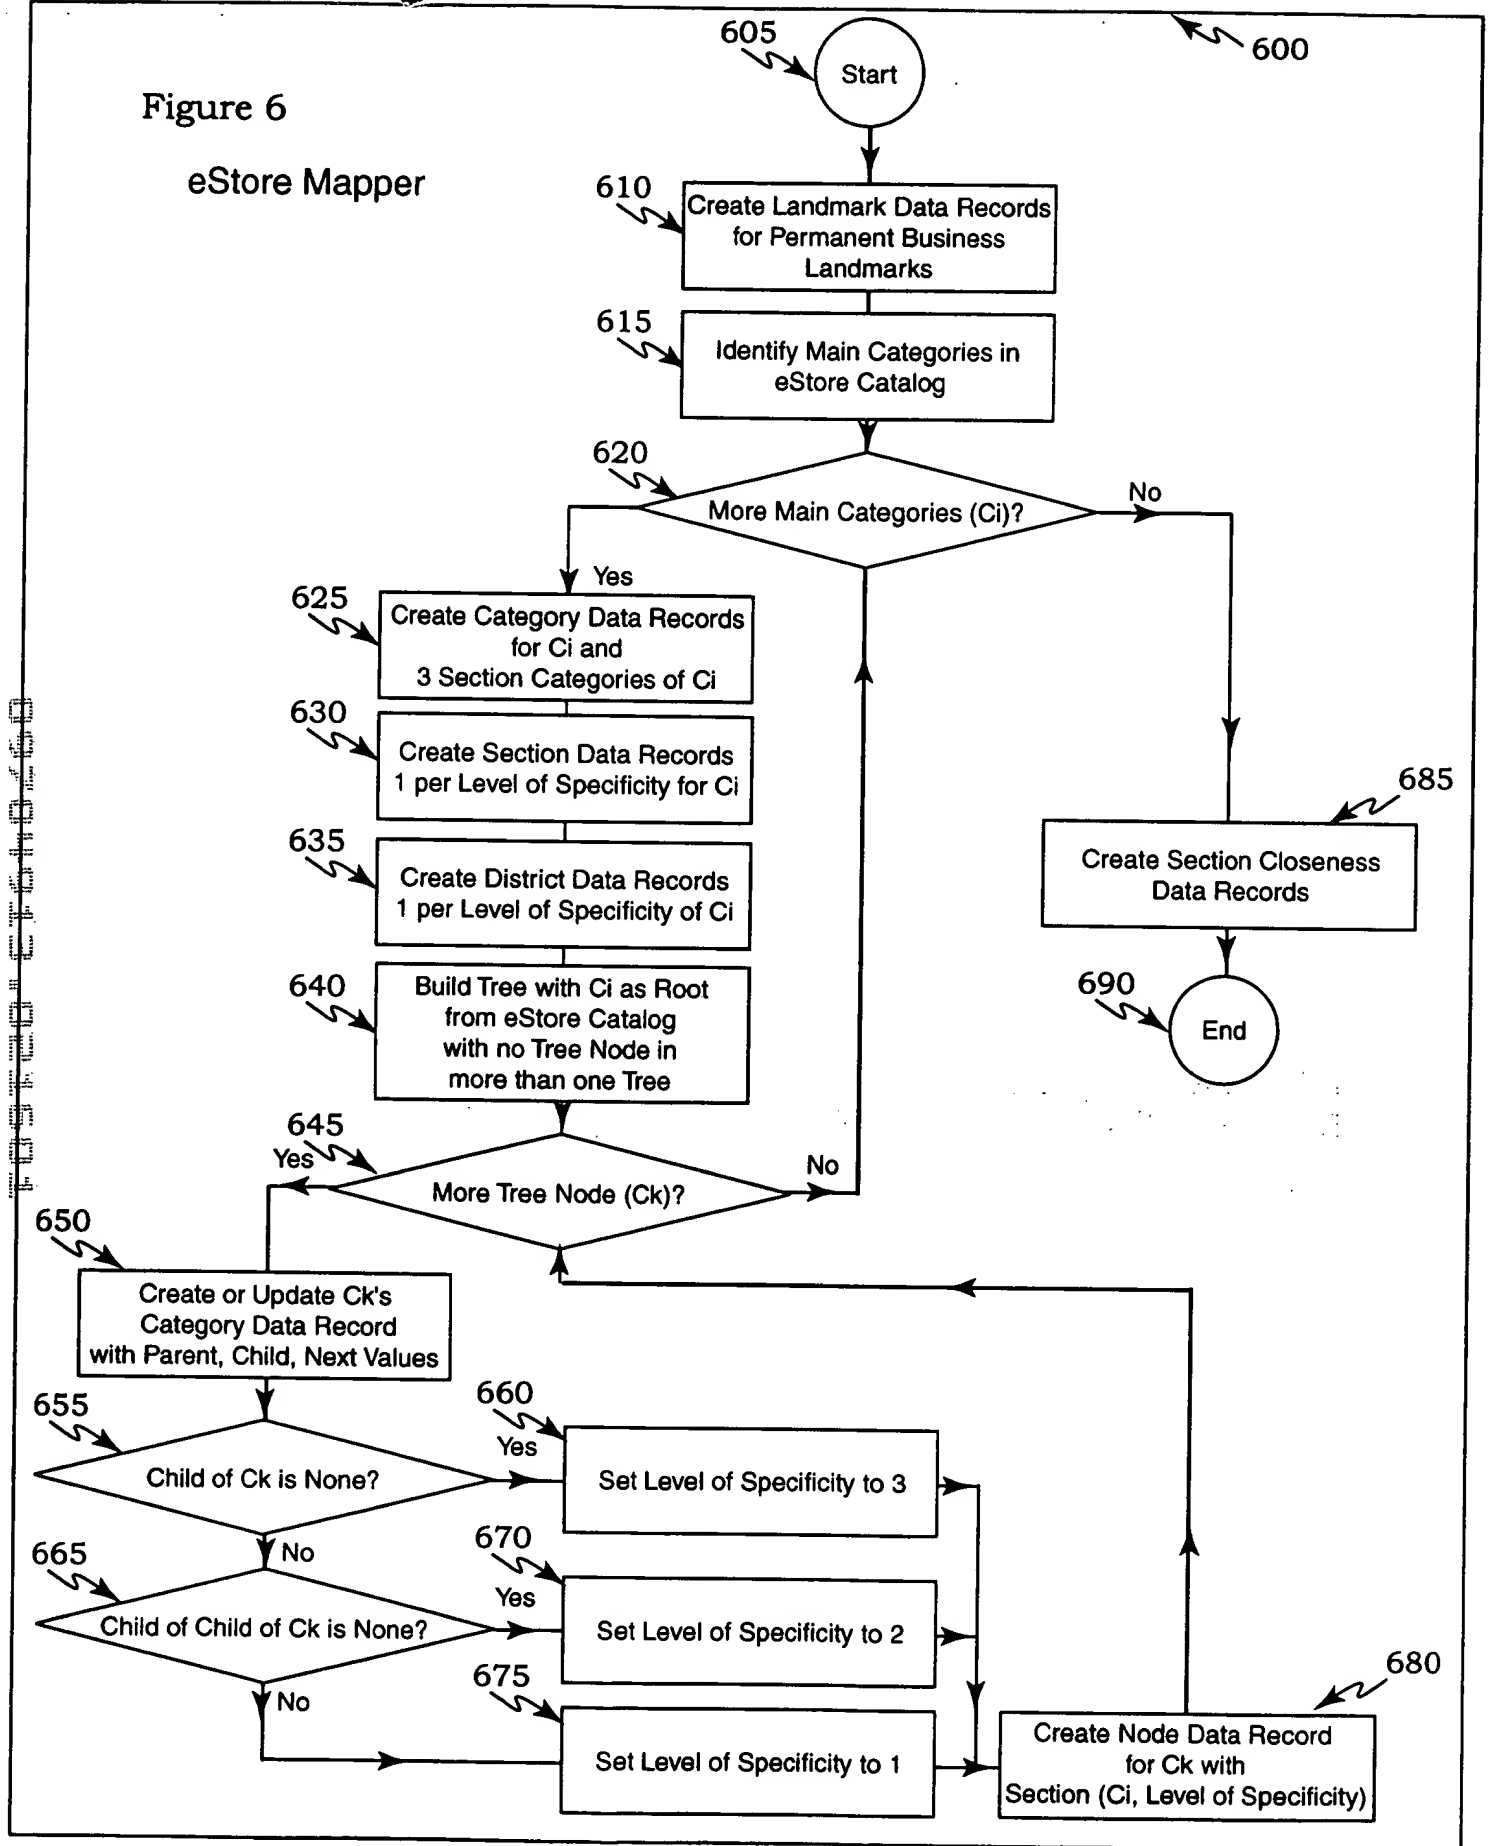 600
605
Start
Figure 6
eStore Mapper
610
Create Landmark Data Records
for Permanent Business
Landmarks
615
Identify Main Categories in
eStore Catalog
620
More Main Categories (Ci)?
No
Yes
625
Create Category Data Records
for Ci and
3 Section Categories of Ci
630
Create Section Data Records
1 per Level of Specificity for Ci
635
Create District Data Records
1 per Level of Specificity of Ci
640
Build Tree with Ci as Root
from eStore Catalog
with no Tree Node in
more than one Tree
685
Create Section Closeness
Data Records
690
End
645
Yes
More Tree Node (Ck)?
No
650
Create or Update Ck's
Category Data Record
with Parent, Child, Next Values
655
Child of Ck is None?
Yes
660
Set Level of Specificity to 3
No
665
Child of Child of Ck is None?
Yes
670
Set Level of Specificity to 2
No
675
Set Level of Specificity to 1
680
Create Node Data Record
for Ck with
Section (Ci, Level of Specificity)